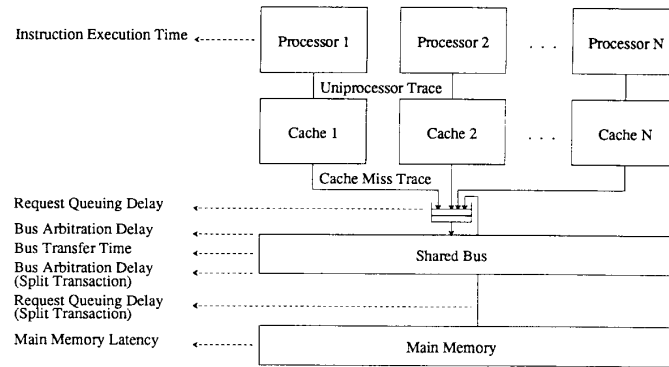 Instruction Execution Time
Processor 1
Processor 2
. . .
Processor N
Uniprocessor Trace
Cache 1
Cache 2
. . .
Cache N
Cache Miss Trace
Request Queuing Delay
Bus Arbitration Delay
Bus Transfer Time
Shared Bus
Bus Arbitration Delay
(Split Transaction)
Request Queuing Delay
(Split Transaction)
Main Memory Latency
Main Memory